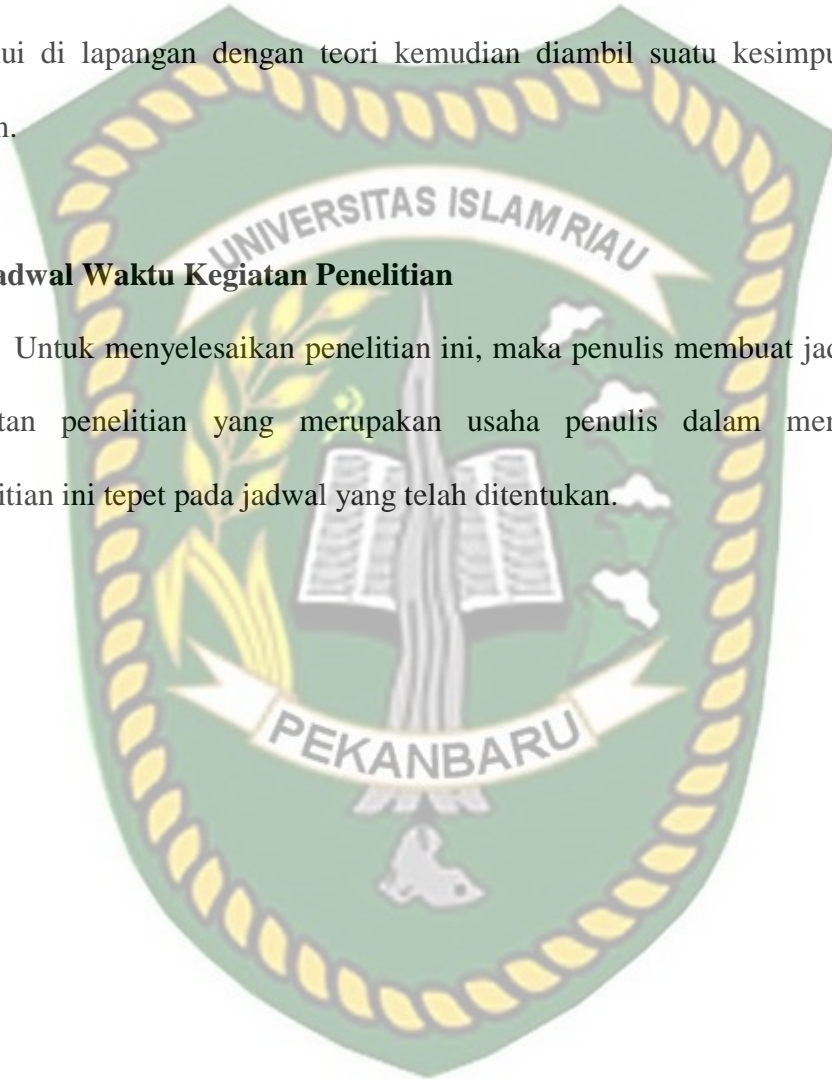 ui di lapangan dengan teori kemudian diambil suatu kesimpu
n.
UNIVERSITAS ISLAM RIAU
adwal Waktu Kegiatan Penelitian
Untuk menyelesaikan penelitian ini, maka penulis membuat jad
tan penelitian yang merupakan usaha penulis dalam mer
itian ini tepet pada jadwal yang telah ditentukan.
PEKANBARU